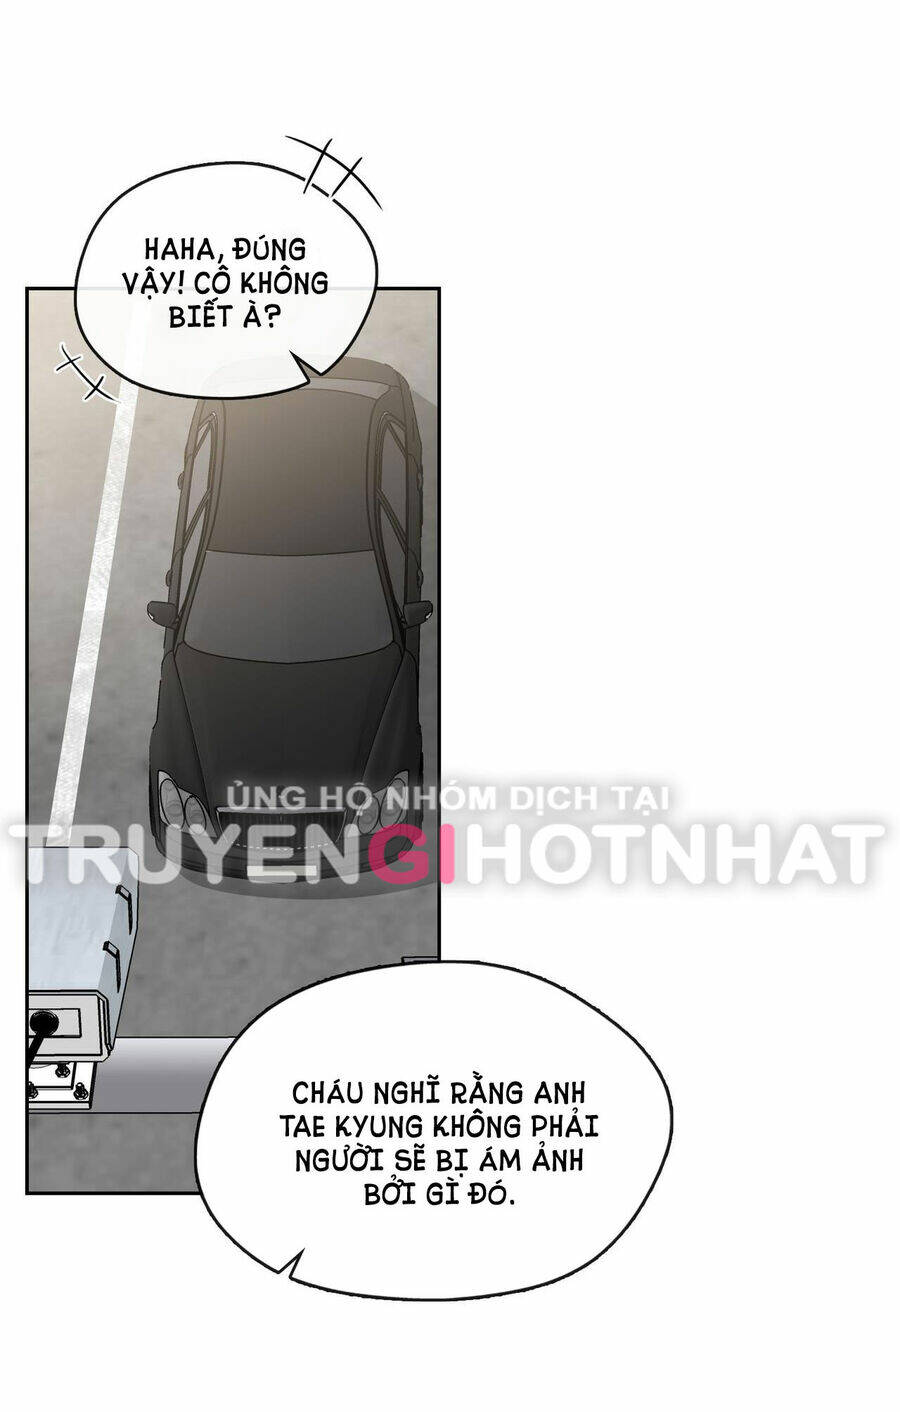 HAHA, ĐÚNG
VẬY! CÔ KHÔNG
BIẾT À?
ỦNG HỘ NHÓM DỊCH TẠI
TRUYENGIHOTNHAT
CHÁU NGHĨ RẰNG ANH
TAE KYUNG KHÔNG PHẢI
NGƯỜI SẼ BỊ ÁM ẢNH
BỞI GÌ ĐÓ.